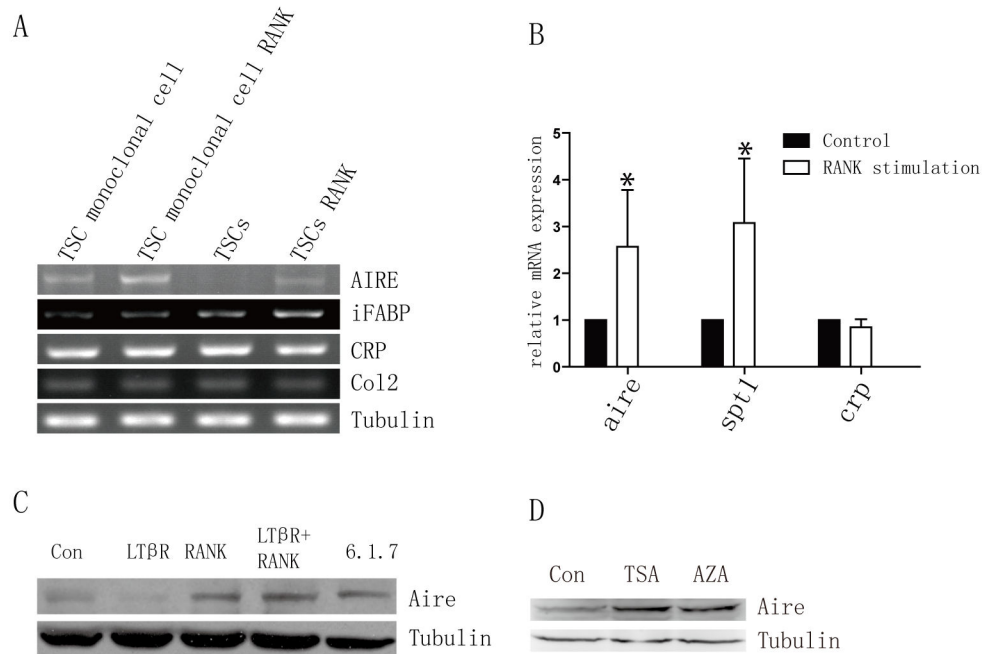 A
TSC monoclonal cell
TSC monoclonal cell RANK
TSCs
TSCs RANK
AIRE
iFABP
CRP
Col2
Tubulin
B
Control
RANK stimulation
relative mRNA expression
5
4
3
2
1
0
*
*
aire
spt1
crp
C
Con
LTβR
RANK
LTβR+
RANK
6.1.7
Aire
Tubulin
D
Con
TSA
AZA
Aire
Tubulin